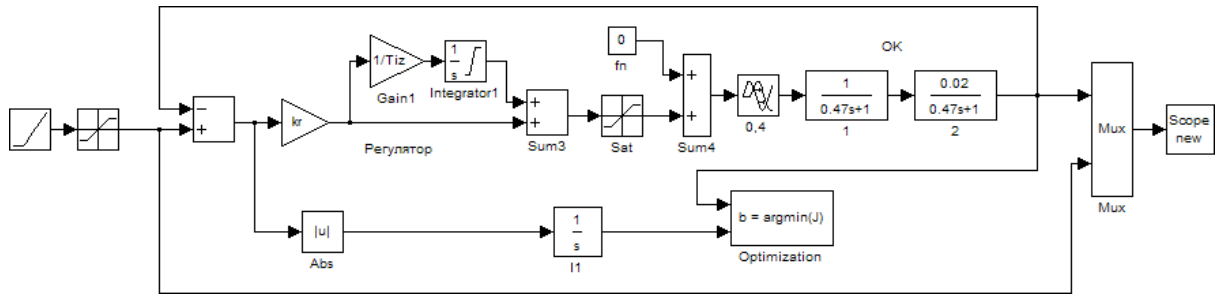 0
fn
OK
1/Tiz
Gain1
1
s
Integrator1
−
+
kr
Регулятор
+
+
Sum3
Sat
+
+
Sum4
0,4
1
0.47s+1
1
0.02
0.47s+1
2
Mux
Mux
Scope
new
|u|
Abs
1
s
I1
b = argmin(J)
Optimization